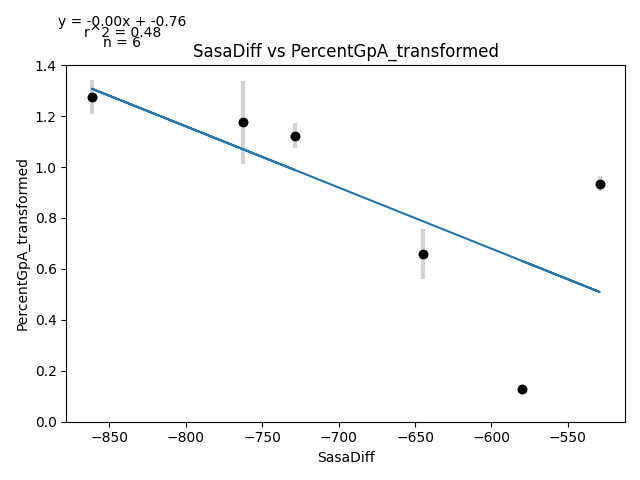 y = -0.00x + -0.76
r^2 = 0.48
n = 6
SasaDiff vs PercentGpA_transformed
1.4
1.2
1.0
0.8
0.6
0.4
0.2
0.0
PercentGpA_transformed
−850
−800
−750
−700
−650
−600
−550
SasaDiff